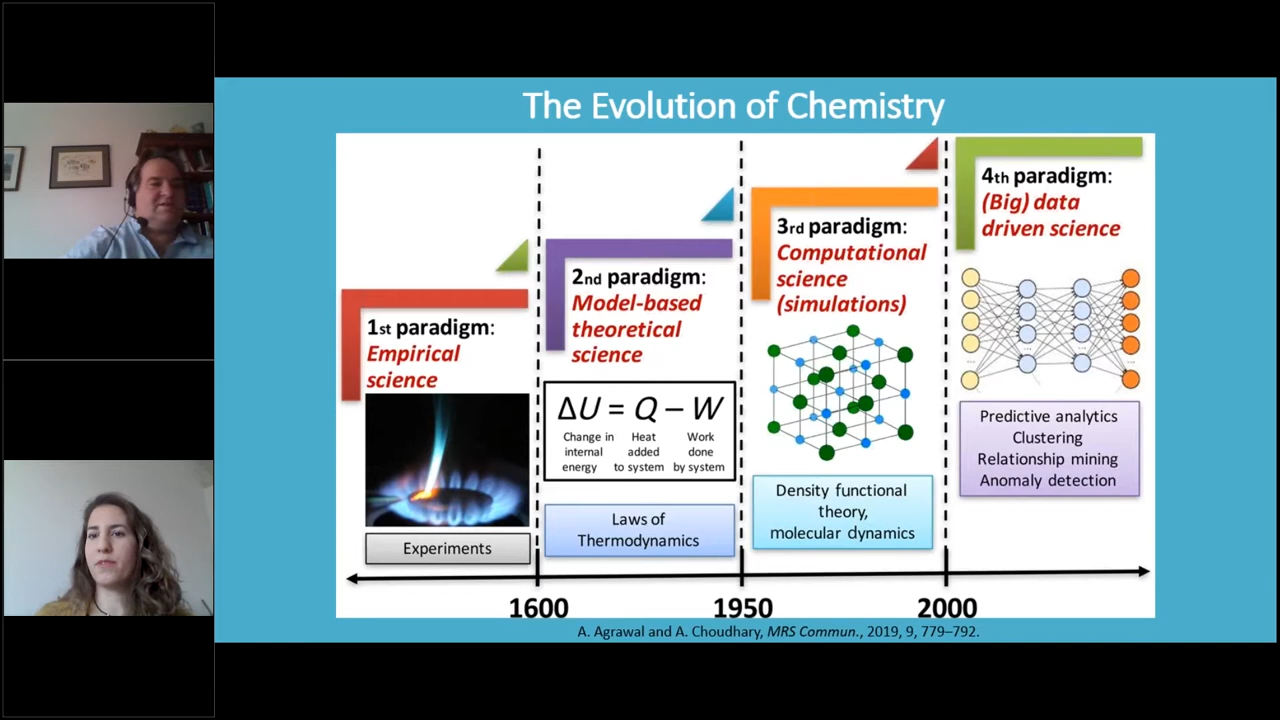 The Evolution of Chemistry
1st paradigm:
Empirical
science
Experiments
2nd paradigm:
Model-based
theoretical
science
ΔU = Q – W
Change in
internal
energy
Heat
added
to system
Work
done
by system
Laws of
Thermodynamics
3rd paradigm:
Computational
science
(simulations)
Density functional
theory,
molecular dynamics
4th paradigm:
(Big) data
driven science
...
...
...
...
Predictive analytics
Clustering
Relationship mining
Anomaly detection
1600
1950
2000
A. Agrawal and A. Choudhary, MRS Commun., 2019, 9, 779–792.